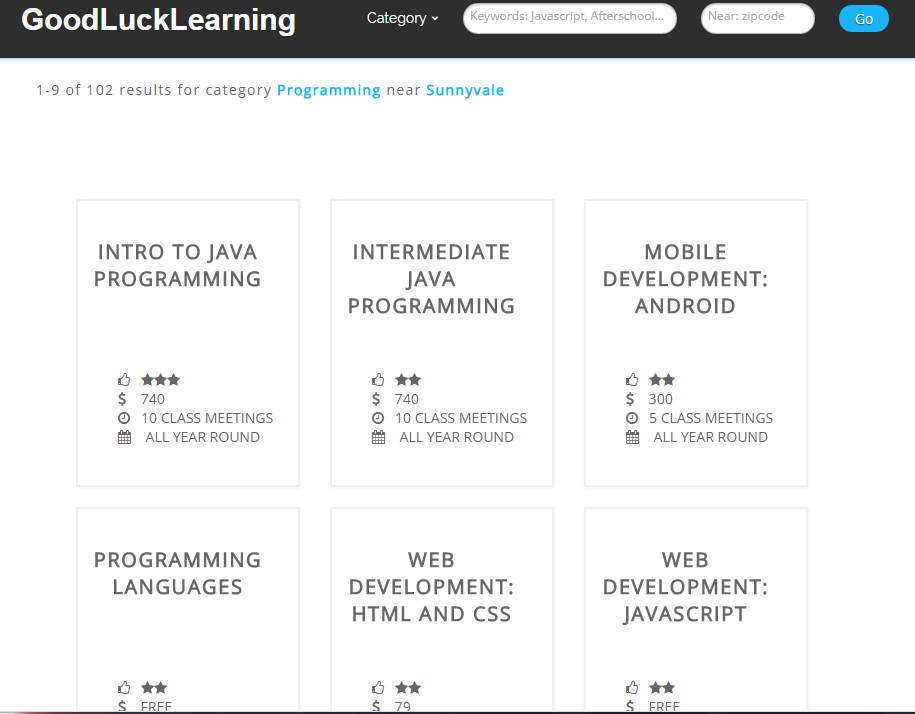 GoodLuckLearning Category Keywords: Javascript, Afterschool... Near: zipcode Go
1-9 of 102 results for category Programming near Sunnyvale
INTRO TO JAVA
PROGRAMMING
740
10 CLASS MEETINGS
ALL YEAR ROUND
INTERMEDIATE
JAVA
PROGRAMMING
$ 740
10 CLASS MEETINGS
ALL YEAR ROUND
MOBILE
DEVELOPMENT:
ANDROID
$ 300
5 CLASS MEETINGS
ALL YEAR ROUND
PROGRAMMING
LANGUAGES
$ FREE
WEB
DEVELOPMENT:
HTML AND CSS
$ 79
WEB
DEVELOPMENT:
JAVASCRIPT
$ FREE